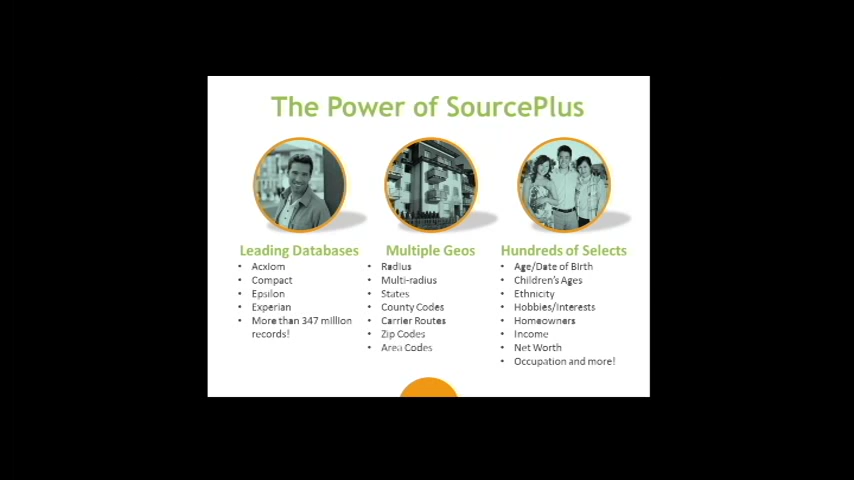 The Power of SourcePlus
Leading Databases
• Acxiom
• Compact
• Epsilon
• Experian
• More than 347 million
records!
Multiple Geos
• Radius
• Multi-radius
• States
• County Codes
• Carrier Routes
• Zip Codes
• Area Codes
Hundreds of Selects
• Age/Date of Birth
• Children's Ages
• Ethnicity
• Hobbies/Interests
• Homeowners
• Income
• Net Worth
• Occupation and more!